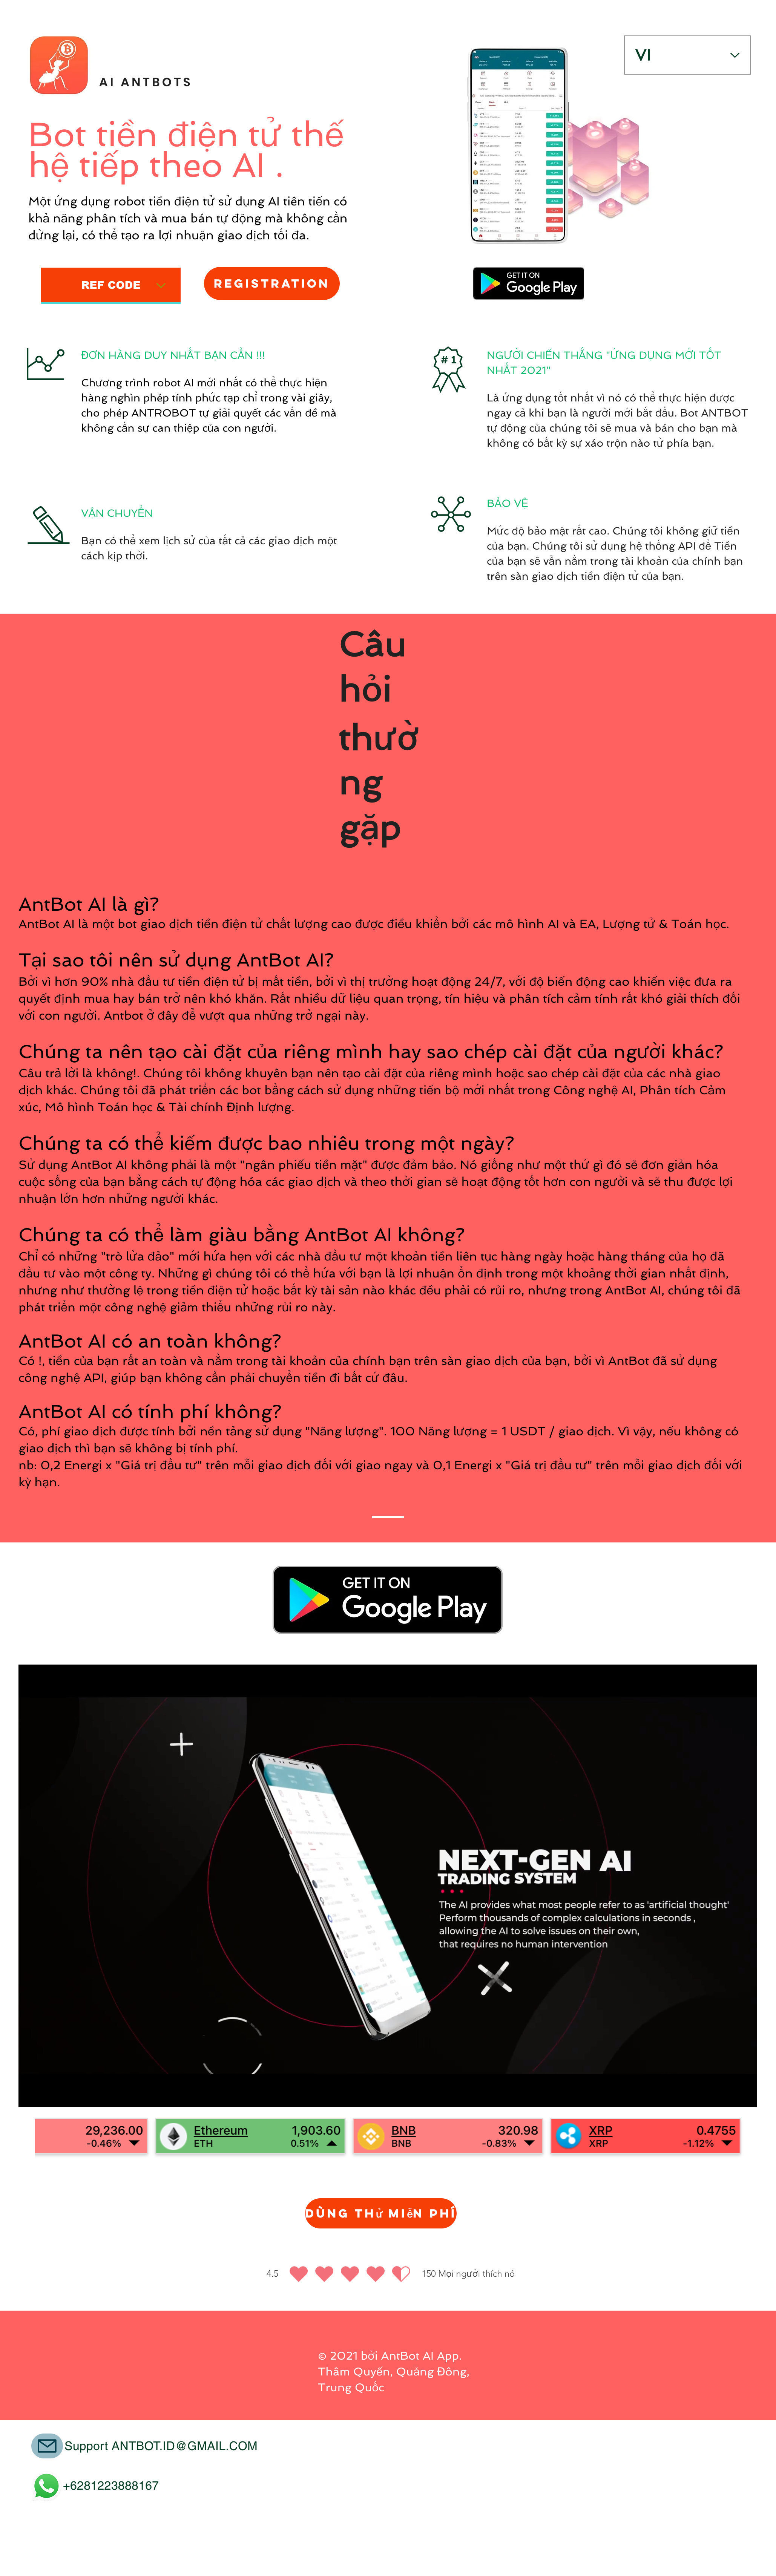 AI ANTBOTS
VI
Bot tiền điện tử thế
hệ tiếp theo AI .
Một ứng dụng robot tiền điện tử sử dụng AI tiên tiến có
khả năng phân tích và mua bán tự động mà không cần
dừng lại, có thể tạo ra lợi nhuận giao dịch tối đa.
REF CODE
REGISTRATION
GET IT ON
Google Play
ĐƠN HÀNG DUY NHẤT BẠN CẦN !!!
Chương trình robot AI mới nhất có thể thực hiện
hàng nghìn phép tính phức tạp chỉ trong vài giây,
cho phép ANTROBOT tự giải quyết các vấn đề mà
không cần sự can thiệp của con người.
#1
NGƯỜI CHIẾN THẮNG "ỨNG DỤNG MỚI TỐT
NHẤT 2021"
Là ứng dụng tốt nhất vì nó có thể thực hiện được
ngay cả khi bạn là người mới bắt đầu. Bot ANTBOT
tự động của chúng tôi sẽ mua và bán cho bạn mà
không có bất kỳ sự xáo trộn nào từ phía bạn.
VẬN CHUYỂN
Bạn có thể xem lịch sử của tất cả các giao dịch một
cách kịp thời.
BẢO VỆ
Mức độ bảo mật rất cao. Chúng tôi không giữ tiền
của bạn. Chúng tôi sử dụng hệ thống API để Tiền
của bạn sẽ vẫn nằm trong tài khoản của chính bạn
trên sàn giao dịch tiền điện tử của bạn.
Câu
hỏi
thườ
ng
gặp
AntBot AI là gì?
AntBot AI là một bot giao dịch tiền điện tử chất lượng cao được điều khiển bởi các mô hình AI và EA, Lượng tử & Toán học.
Tại sao tôi nên sử dụng AntBot AI?
Bởi vì hơn 90% nhà đầu tư tiền điện tử bị mất tiền, bởi vì thị trường hoạt động 24/7, với độ biến động cao khiến việc đưa ra
quyết định mua hay bán trở nên khó khăn. Rất nhiều dữ liệu quan trọng, tín hiệu và phân tích cảm tính rất khó giải thích đối
với con người. Antbot ở đây để vượt qua những trở ngại này.
Chúng ta nên tạo cài đặt của riêng mình hay sao chép cài đặt của người khác?
Câu trả lời là không!. Chúng tôi không khuyên bạn nên tạo cài đặt của riêng mình hoặc sao chép cài đặt của các nhà giao
dịch khác. Chúng tôi đã phát triển các bot bằng cách sử dụng những tiến bộ mới nhất trong Công nghệ AI, Phân tích Cảm
xúc, Mô hình Toán học & Tài chính Định lượng.
Chúng ta có thể kiếm được bao nhiêu trong một ngày?
Sử dụng AntBot AI không phải là một "ngân phiếu tiền mặt" được đảm bảo. Nó giống như một thứ gì đó sẽ đơn giản hóa
cuộc sống của bạn bằng cách tự động hóa các giao dịch và theo thời gian sẽ hoạt động tốt hơn con người và sẽ thu được lợi
nhuận lớn hơn những người khác.
Chúng ta có thể làm giàu bằng AntBot AI không?
Chỉ có những "trò lừa đảo" mới hứa hẹn với các nhà đầu tư một khoản tiền liên tục hàng ngày hoặc hàng tháng của họ đã
đầu tư vào một công ty. Những gì chúng tôi có thể hứa với bạn là lợi nhuận ổn định trong một khoảng thời gian nhất định,
nhưng như thường lệ trong tiền điện tử hoặc bất kỳ tài sản nào khác đều phải có rủi ro, nhưng trong AntBot AI, chúng tôi đã
phát triển một công nghệ giảm thiểu những rủi ro này.
AntBot AI có an toàn không?
Có !, tiền của bạn rất an toàn và nằm trong tài khoản của chính bạn trên sàn giao dịch của bạn, bởi vì AntBot đã sử dụng
công nghệ API, giúp bạn không cần phải chuyển tiền đi bất cứ đâu.
AntBot AI có tính phí không?
Có, phí giao dịch được tính bởi nền tảng sử dụng "Năng lượng". 100 Năng lượng = 1 USDT / giao dịch. Vì vậy, nếu không có
giao dịch thì bạn sẽ không bị tính phí.
nb: 0,2 Energi x "Giá trị đầu tư" trên mỗi giao dịch đối với giao ngay và 0,1 Energi x "Giá trị đầu tư" trên mỗi giao dịch đối với
kỳ hạn.
GET IT ON
Google Play
NEXT-GEN AI
TRADING SYSTEM
The AI provides what most people refer to as 'artificial thought'
Perform thousands of complex calculations in seconds ,
allowing the AI to solve issues on their own,
that requires no human intervention
29,236.00
-0.46%
Ethereum 1,903.60
ETH 0.51%
BNB 320.98
BNB -0.83%
XRP 0.4755
XRP -1.12%
DÙNG THử MIễN PHÍ
4.5
150 Mọi người thích nó
© 2021 bởi AntBot AI App.
Thâm Quyến, Quảng Đông,
Trung Quốc
Support ANTBOT.ID@GMAIL.COM
+6281223888167